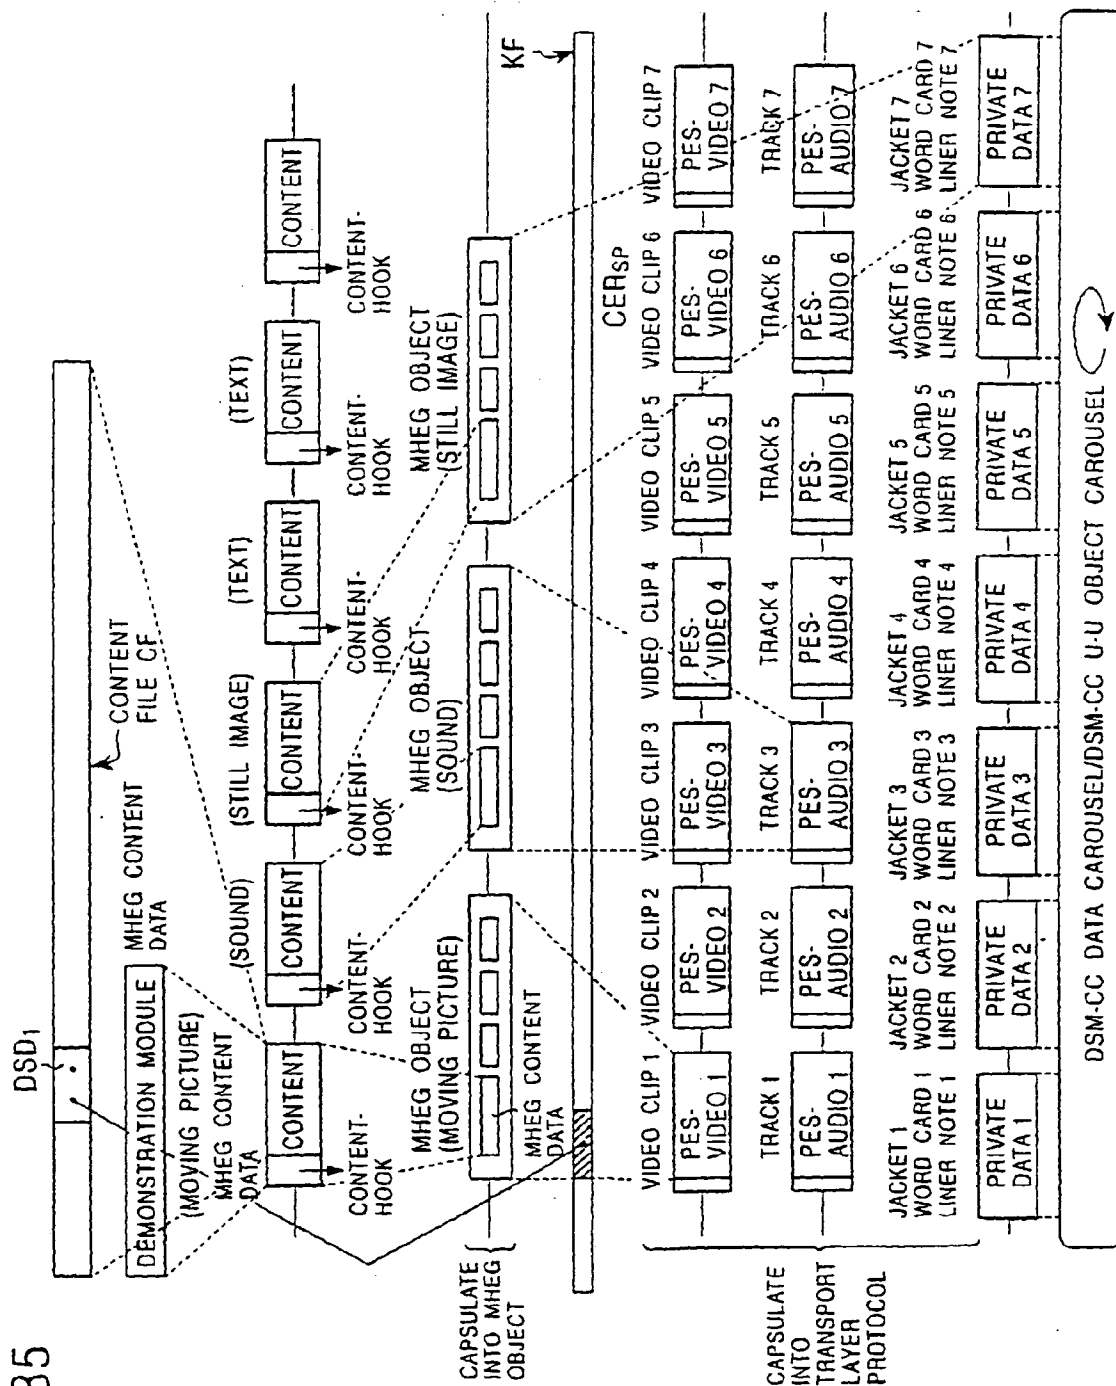 35
DSD1
CONTENT
FILE CF
DEMONSTRATION MODULE
MHEG CONTENT
DATA
(MOVING PICTURE)
MHEG CONTENT
DATA
(SOUND)
(STILL IMAGE)
(TEXT)
(TEXT)
CONTENT
CONTENT
CONTENT
CONTENT
CONTENT
CONTENT
CONTENT-
HOOK
CONTENT-
HOOK
CONTENT-
HOOK
CONTENT-
HOOK
CONTENT-
HOOK
CONTENT-
HOOK
MHEG OBJECT
(MOVING PICTURE)
MHEG OBJECT
(SOUND)
MHEG OBJECT
(STILL IMAGE)
CAPSULATE
INTO MHEG
OBJECT
MHEG CONTENT
DATA
KF
CERSP
VIDEO CLIP 1
VIDEO CLIP 2
VIDEO CLIP 3
VIDEO CLIP 4
VIDEO CLIP 5
VIDEO CLIP 6
VIDEO CLIP 7
PES-
VIDEO 1
PES-
VIDEO 2
PES-
VIDEO 3
PES-
VIDEO 4
PES-
VIDEO 5
PES-
VIDEO 6
PES-
VIDEO 7
TRACK 1
TRACK 2
TRACK 3
TRACK 4
TRACK 5
TRACK 6
TRACK 7
CAPSULATE
INTO
TRANSPORT
LAYER
PROTOCOL
PES-
AUDIO 1
PES-
AUDIO 2
PES-
AUDIO 3
PES-
AUDIO 4
PES-
AUDIO 5
PES-
AUDIO 6
PES-
AUDIO 7
JACKET 1
WORD CARD 1
LINER NOTE 1
JACKET 2
WORD CARD 2
LINER NOTE 2
JACKET 3
WORD CARD 3
LINER NOTE 3
JACKET 4
WORD CARD 4
LINER NOTE 4
JACKET 5
WORD CARD 5
LINER NOTE 5
JACKET 6
WORD CARD 6
LINER NOTE 6
JACKET 7
WORD CARD 7
LINER NOTE 7
PRIVATE
DATA 1
PRIVATE
DATA 2
PRIVATE
DATA 3
PRIVATE
DATA 4
PRIVATE
DATA 5
PRIVATE
DATA 6
PRIVATE
DATA 7
DSM-CC DATA CAROUSEL/DSM-CC U-U OBJECT CAROUSEL